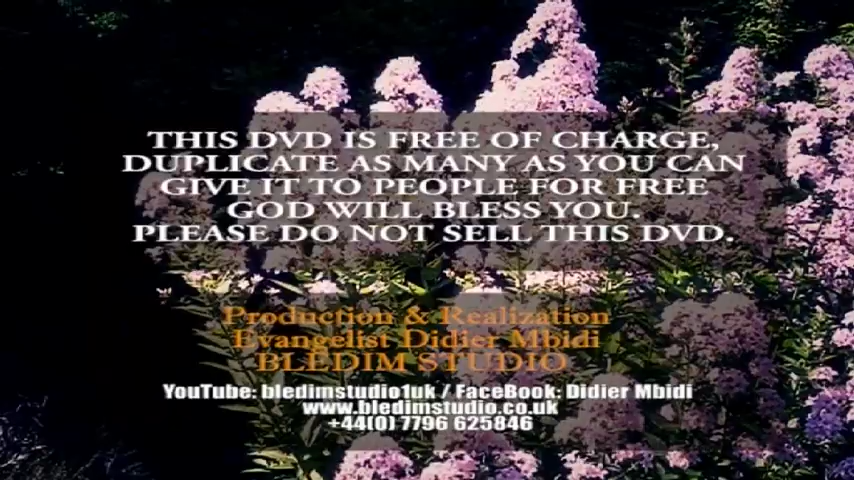 THIS DVD IS FREE OF CHARGE,
DUPLICATE AS MANY AS YOU CAN
GIVE IT TO PEOPLE FOR FREE
GOD WILL BLESS YOU.
PLEASE DO NOT SELL THIS DVD.
Production & Realization
Evangelist Didier Mbidi
BLEDIM STUDIO
YouTube: bledimstudio1uk / FaceBook: Didier Mbidi
www.bledimstudio.co.uk
+44(0) 7796 625846